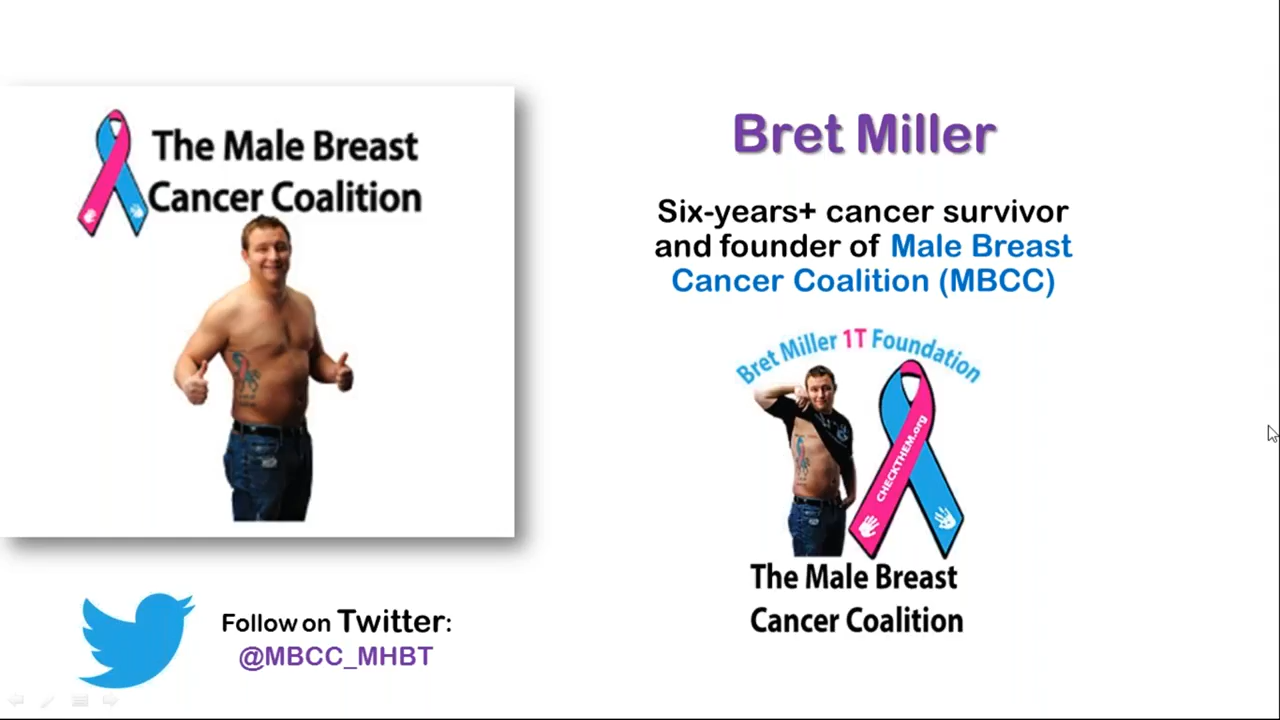 The Male Breast
Cancer Coalition
Bret Miller
Six-years+ cancer survivor
and founder of Male Breast
Cancer Coalition (MBCC)
Bret Miller 1T Foundation
CHECKTHEM.org
The Male Breast
Cancer Coalition
Follow on Twitter:
@MBCC_MHBT